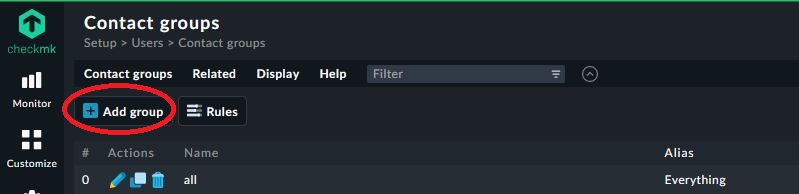 Contact groups
Setup > Users > Contact groups
checkmk
Contact groups Related Display Help Filter
Monitor
Add group Rules
Customize
# Actions Name Alias
0 all Everything